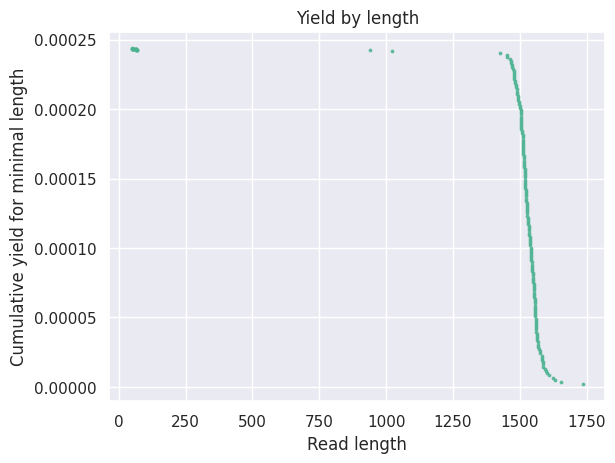 Yield by length
Cumulative yield for minimal length
0.00025
0.00020
0.00015
0.00010
0.00005
0.00000
0 250 500 750 1000 1250 1500 1750
Read length